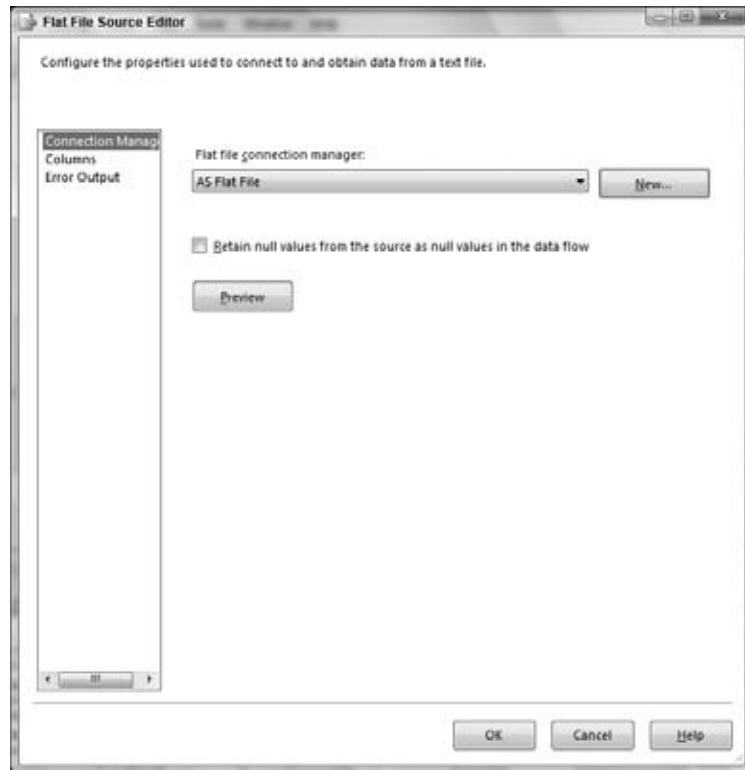 Flat File Source Editor
Configure the properties used to connect to and obtain data from a text file.
Connection Manag
Columns
Error Output
Flat file connection manager:
AS Flat File
New...
Retain null values from the source as null values in the data flow
Preview
OK
Cancel
Help